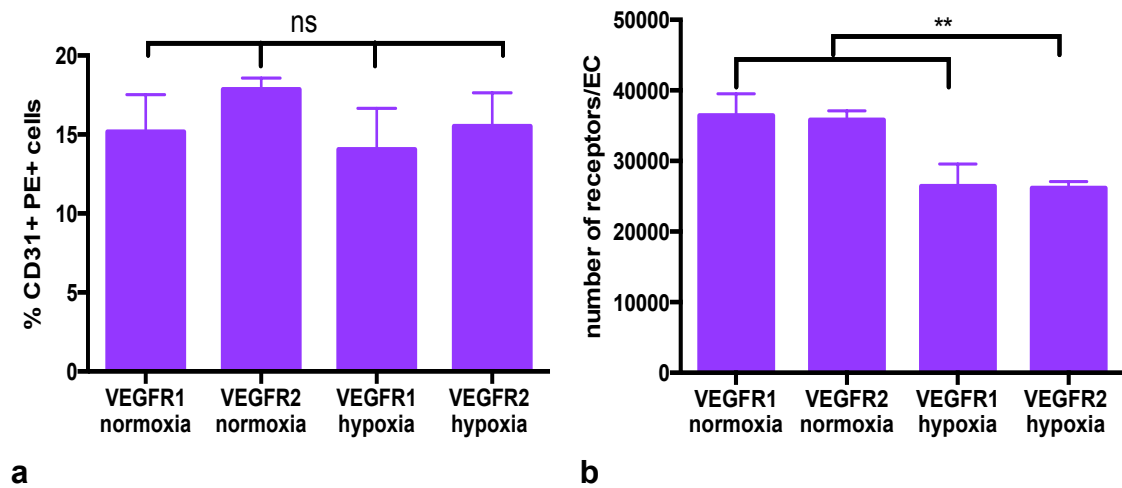 ns
20
15
10
5
0
% CD31+ PE+ cells
VEGFR1 normoxia
VEGFR2 normoxia
VEGFR1 hypoxia
VEGFR2 hypoxia
a
**
50000
40000
30000
20000
10000
0
number of receptors/EC
VEGFR1 normoxia
VEGFR2 normoxia
VEGFR1 hypoxia
VEGFR2 hypoxia
b